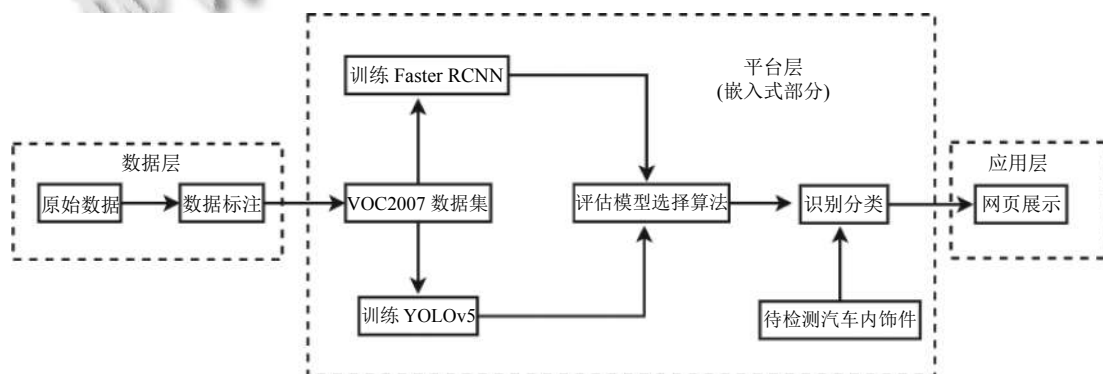 数据层
原始数据
数据标注
训练 Faster RCNN
VOC2007 数据集
训练 YOLOv5
平台层
(嵌入式部分)
评估模型选择算法
识别分类
待检测汽车内饰件
应用层
网页展示